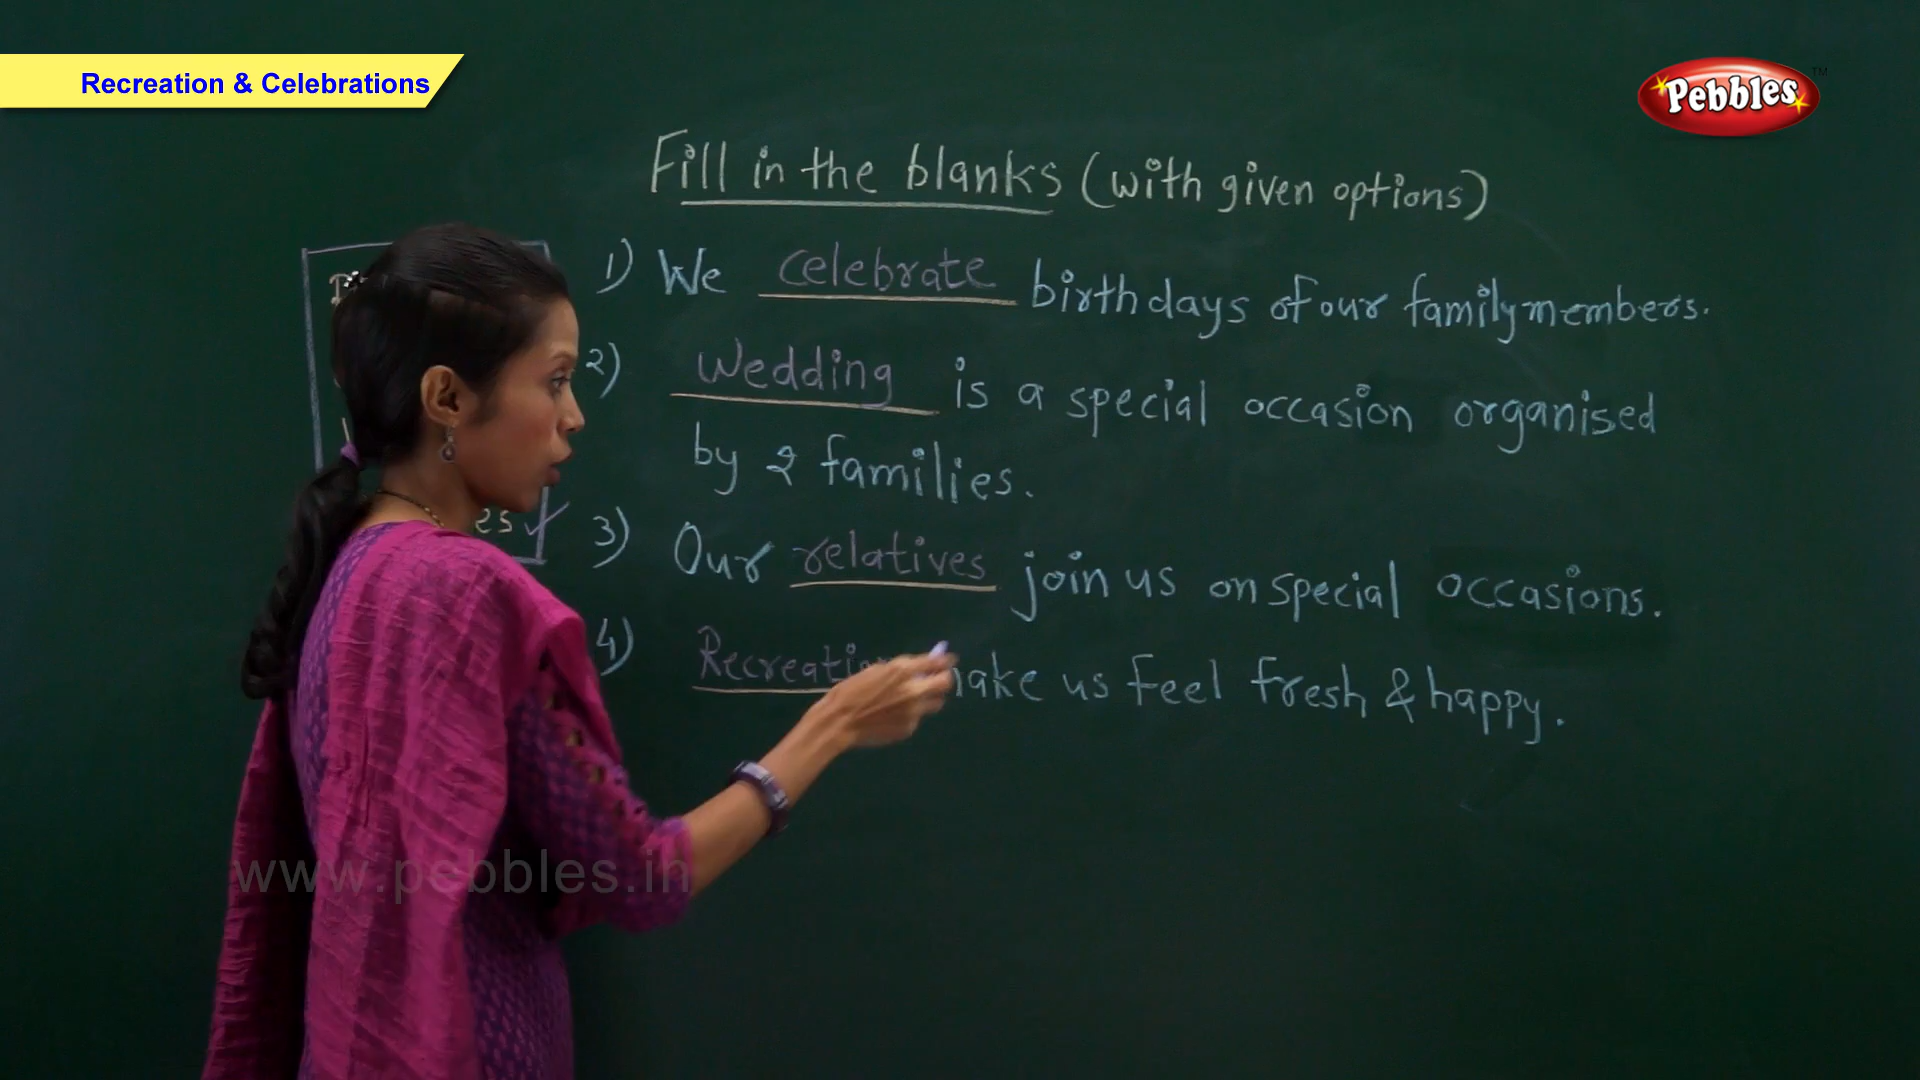 Recreation & Celebrations
Pebbles
TM
Fill in the blanks (with given options)
1) We celebrate birthdays of our family members.
2) Wedding is a special occasion organised
by 2 families.
es
3) Our relatives join us on special occasions.
4) us feel fresh & happy.
www.pebbles.in